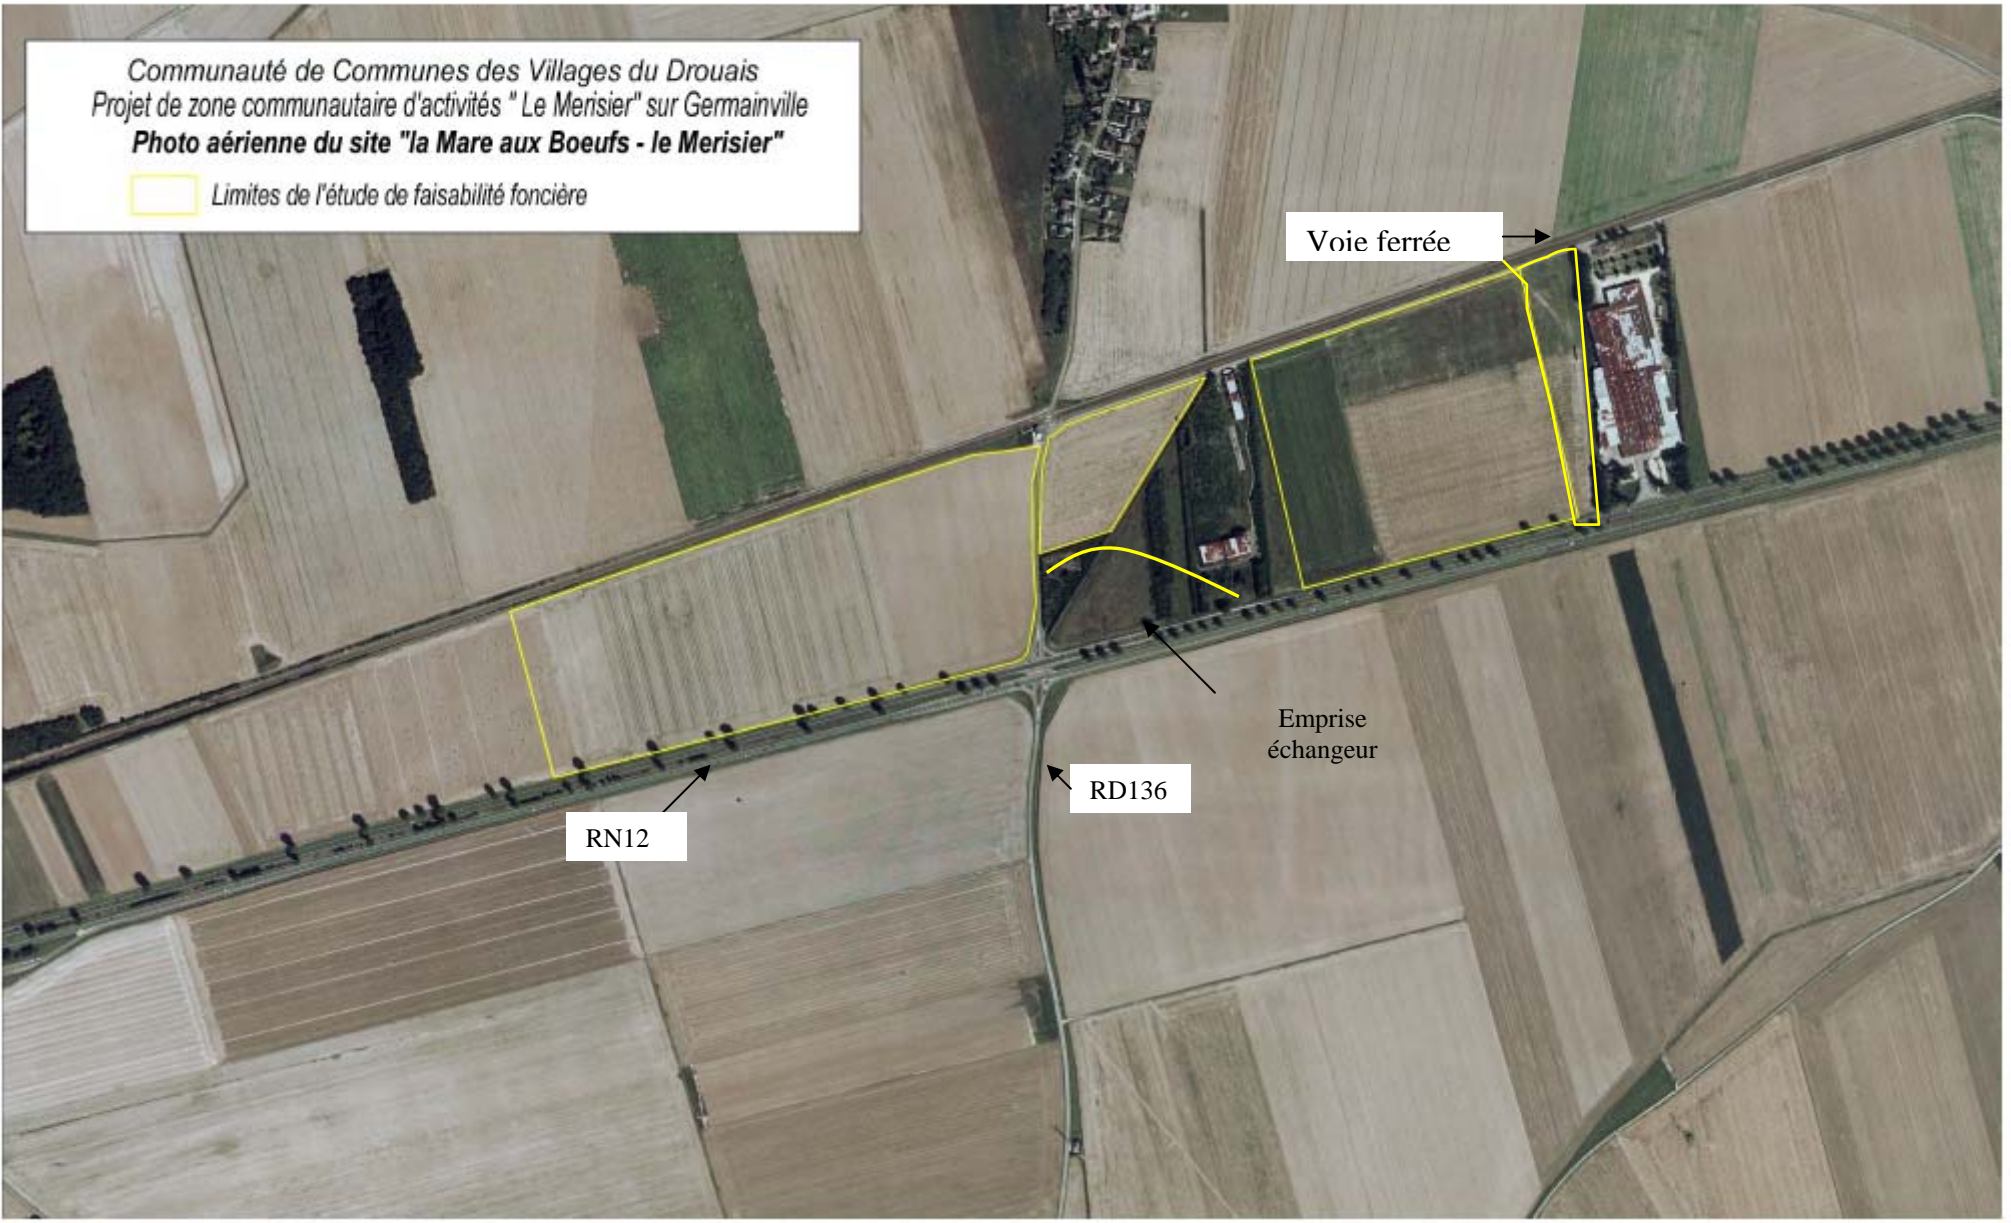 Communauté de Communes des Villages du Drouais
Projet de zone communautaire d'activités " Le Merisier" sur Germainville
Photo aérienne du site "la Mare aux Boeufs - le Merisier"
Limites de l'étude de faisabilité foncière
Voie ferrée
Emprise
échangeur
RD136
RN12